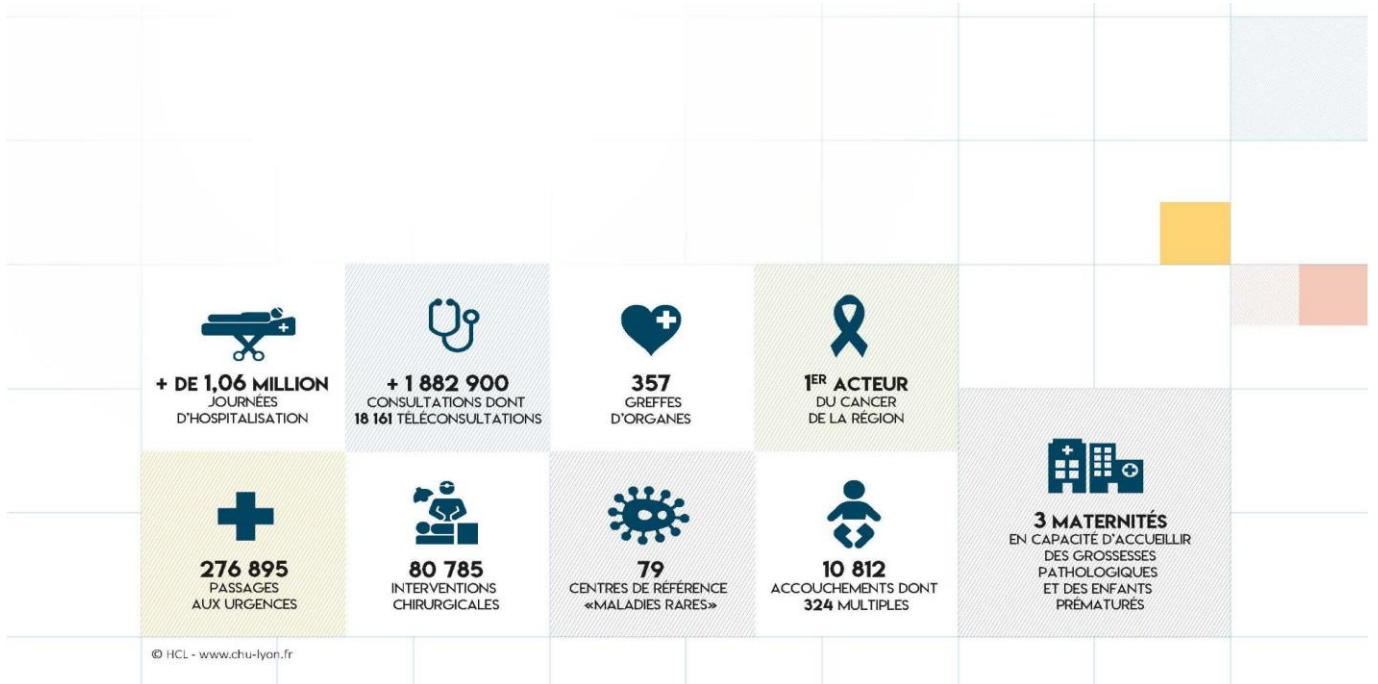 + DE 1,06 MILLION
JOURNÉES
D'HOSPITALISATION
+ 1 882 900
CONSULTATIONS DONT
18 161 TÉLÉCONSULTATIONS
357
GREFFES
D'ORGANES
1ER ACTEUR
DU CANCER
DE LA RÉGION
276 895
PASSAGES
AUX URGENCES
80 785
INTERVENTIONS
CHIRURGICALES
79
CENTRES DE RÉFÉRENCE
«MALADIES RARES»
10 812
ACCOUCHEMENTS DONT
324 MULTIPLES
3 MATERNITÉS
EN CAPACITÉ D'ACCUEILLIR
DES GROSSESSES
PATHOLOGIQUES
ET DES ENFANTS
PRÉMATURÉS
© HCL - www.chu-lyon.fr